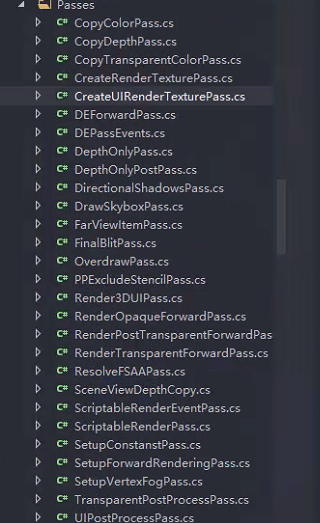 Passes
C# CopyColorPass.cs
C# CopyDepthPass.cs
C# CopyTransparentColorPass.cs
C# CreateRenderTexturePass.cs
C# CreateUIRenderTexturePass.cs
C# DEForwardPass.cs
C# DEPassEvents.cs
C# DepthOnlyPass.cs
C# DepthOnlyPostPass.cs
C# DirectionalShadowsPass.cs
C# DrawSkyboxPass.cs
C# FarViewItemPass.cs
C# FinalBlitPass.cs
C# OverdrawPass.cs
C# PPExcludeStencilPass.cs
C# Render3DUIPass.cs
C# RenderOpaqueForwardPass.cs
C# RenderPostTransparentForwardPas
C# RenderTransparentForwardPass.cs
C# ResolveFSAAPass.cs
C# SceneViewDepthCopy.cs
C# ScriptableRenderEventPass.cs
C# ScriptableRenderPass.cs
C# SetupConstanstPass.cs
C# SetupForwardRenderingPass.cs
C# SetupVertexFogPass.cs
C# TransparentPostProcessPass.cs
C# UIPostProcessPass.cs